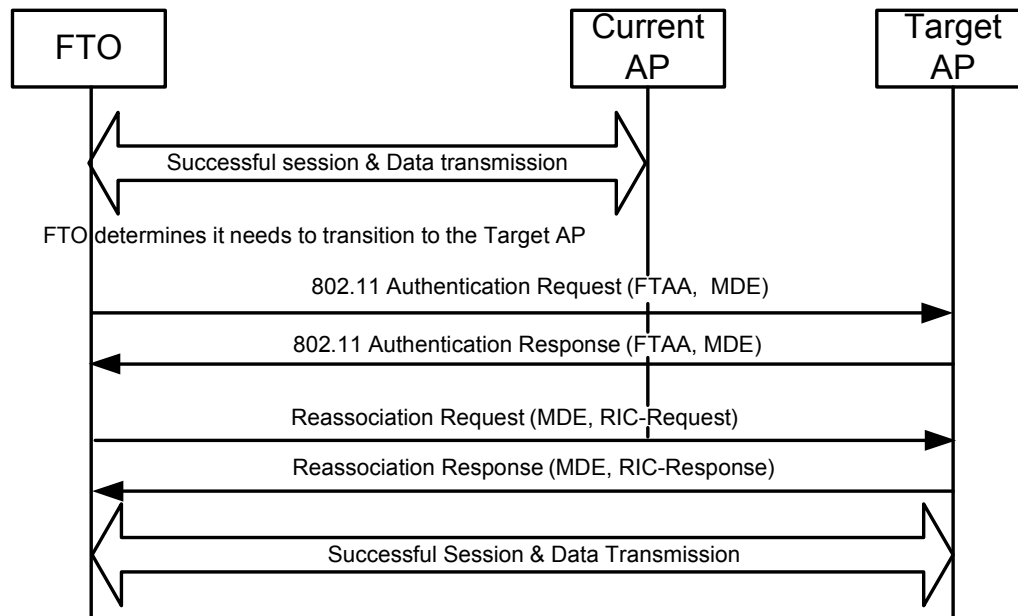 FTO
Current
AP
Target
AP
Successful session & Data transmission
FTO determines it needs to transition to the Target AP
802.11 Authentication Request (FTAA, MDE)
802.11 Authentication Response (FTAA, MDE)
Reassociation Request (MDE, RIC-Request)
Reassociation Response (MDE, RIC-Response)
Successful Session & Data Transmission